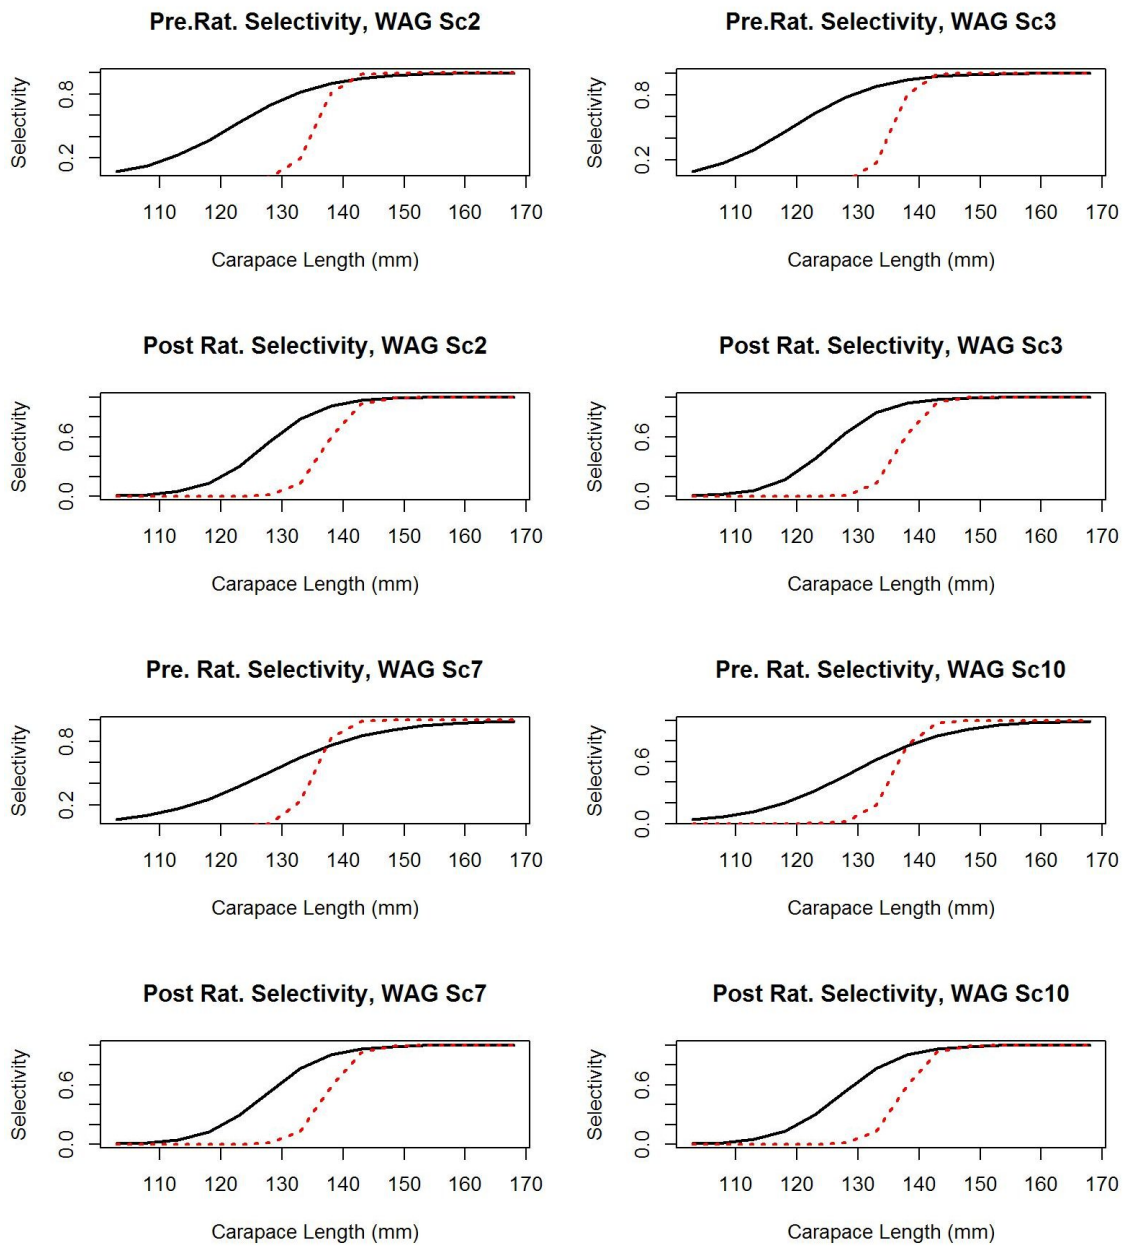 Pre.Rat. Selectivity, WAG Sc2
Selectivity
0.8
0.2
110 120 130 140 150 160 170
Carapace Length (mm)
Pre.Rat. Selectivity, WAG Sc3
Selectivity
0.8
0.2
110 120 130 140 150 160 170
Carapace Length (mm)
Post Rat. Selectivity, WAG Sc2
Selectivity
0.6
0.0
110 120 130 140 150 160 170
Carapace Length (mm)
Post Rat. Selectivity, WAG Sc3
Selectivity
0.6
0.0
110 120 130 140 150 160 170
Carapace Length (mm)
Pre. Rat. Selectivity, WAG Sc7
Selectivity
0.8
0.2
110 120 130 140 150 160 170
Carapace Length (mm)
Pre. Rat. Selectivity, WAG Sc10
Selectivity
0.6
0.0
110 120 130 140 150 160 170
Carapace Length (mm)
Post Rat. Selectivity, WAG Sc7
Selectivity
0.6
0.0
110 120 130 140 150 160 170
Carapace Length (mm)
Post Rat. Selectivity, WAG Sc10
Selectivity
0.6
0.0
110 120 130 140 150 160 170
Carapace Length (mm)